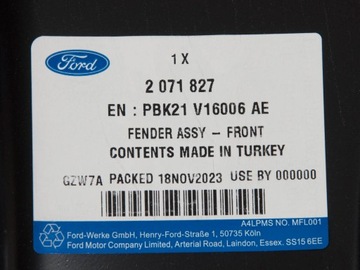 Ford
1 X
2 071 827
EN : PBK21 V16006 AE
FENDER ASSY - FRONT
CONTENTS MADE IN TURKEY
GZW7A PACKED 18NOV2023 USE BY 000000
A4LPMS NO. MFL001
Ford-Werke GmbH, Henry-Ford-Straße 1, 50735 Köln
Ford Motor Company Limited, Arterial Road, Laindon, Essex. SS15 6EE